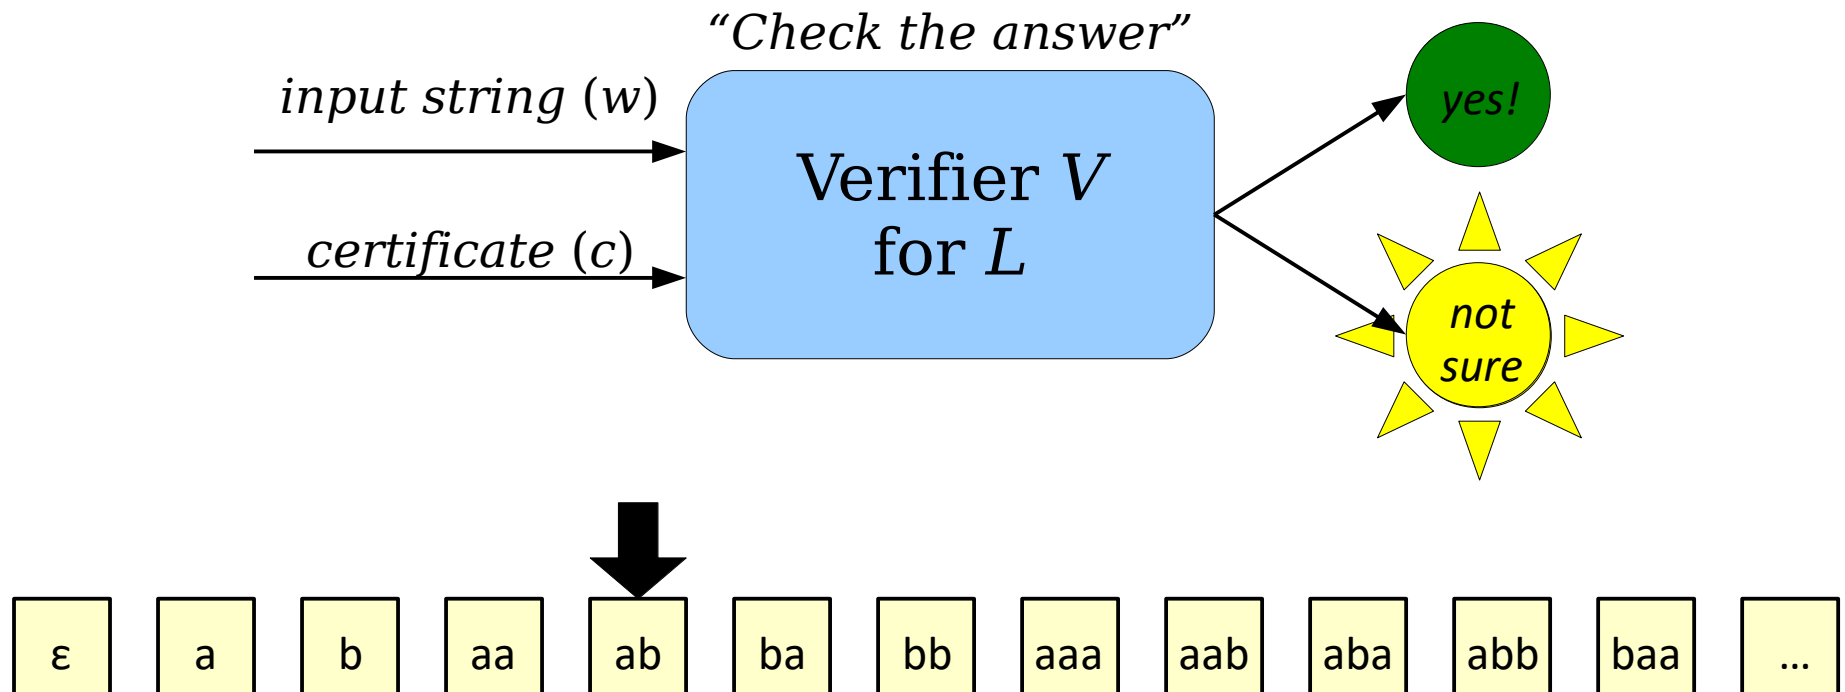 “Check the answer”
input string (w)
certificate (c)
Verifier V
for L
yes!
not
sure
ε a b aa ab ba bb aaa aab aba abb baa ...